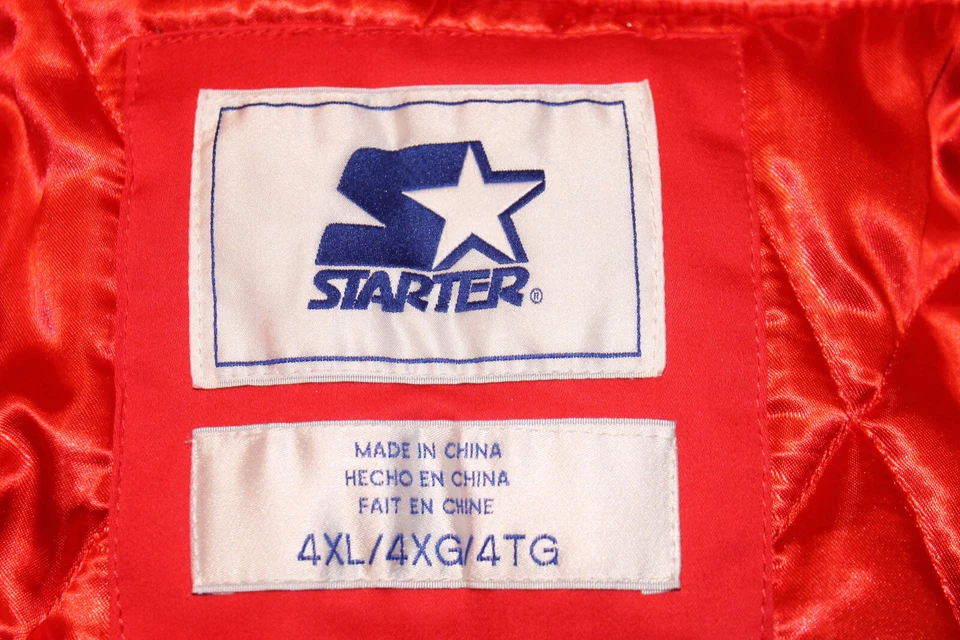 STARTER®
MADE IN CHINA
HECHO EN CHINA
FAIT EN CHINE
4XL/4XG/4TG